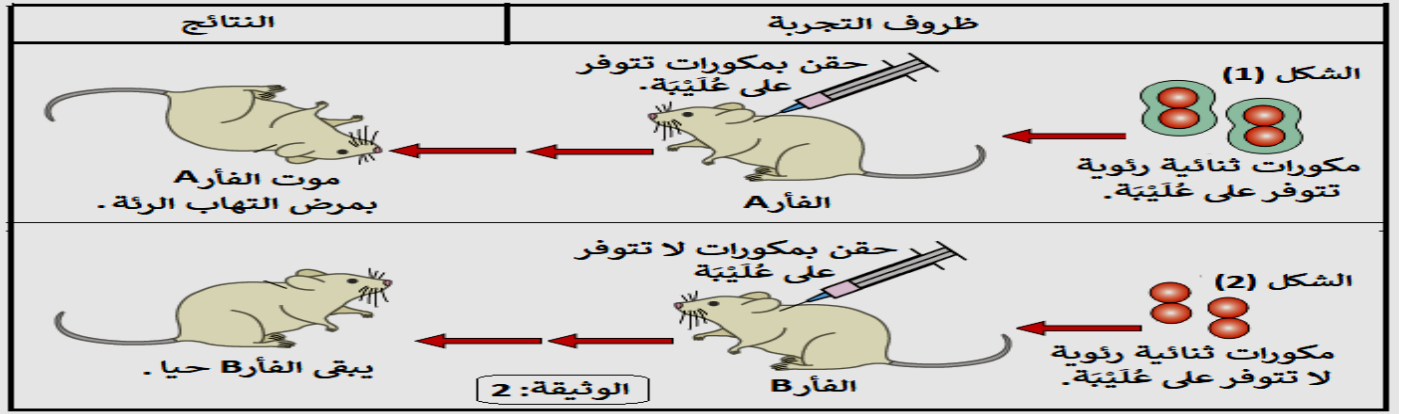 ظروف التجربة
النتائج
الشكل (1)
مكورات ثنائية رئوية
تتوفر على عُلَيْبَة.
حقن بمكورات تتوفر
على عُلَيْبَة.
الفأرA
موت الفأرA
بمرض التهاب الرئة.
الشكل (2)
مكورات ثنائية رئوية
لا تتوفر على عُلَيْبَة.
حقن بمكورات لا تتوفر
على عُلَيْبَة
الفأرB
يبقى الفأرB حيا.
الوثيقة: 2